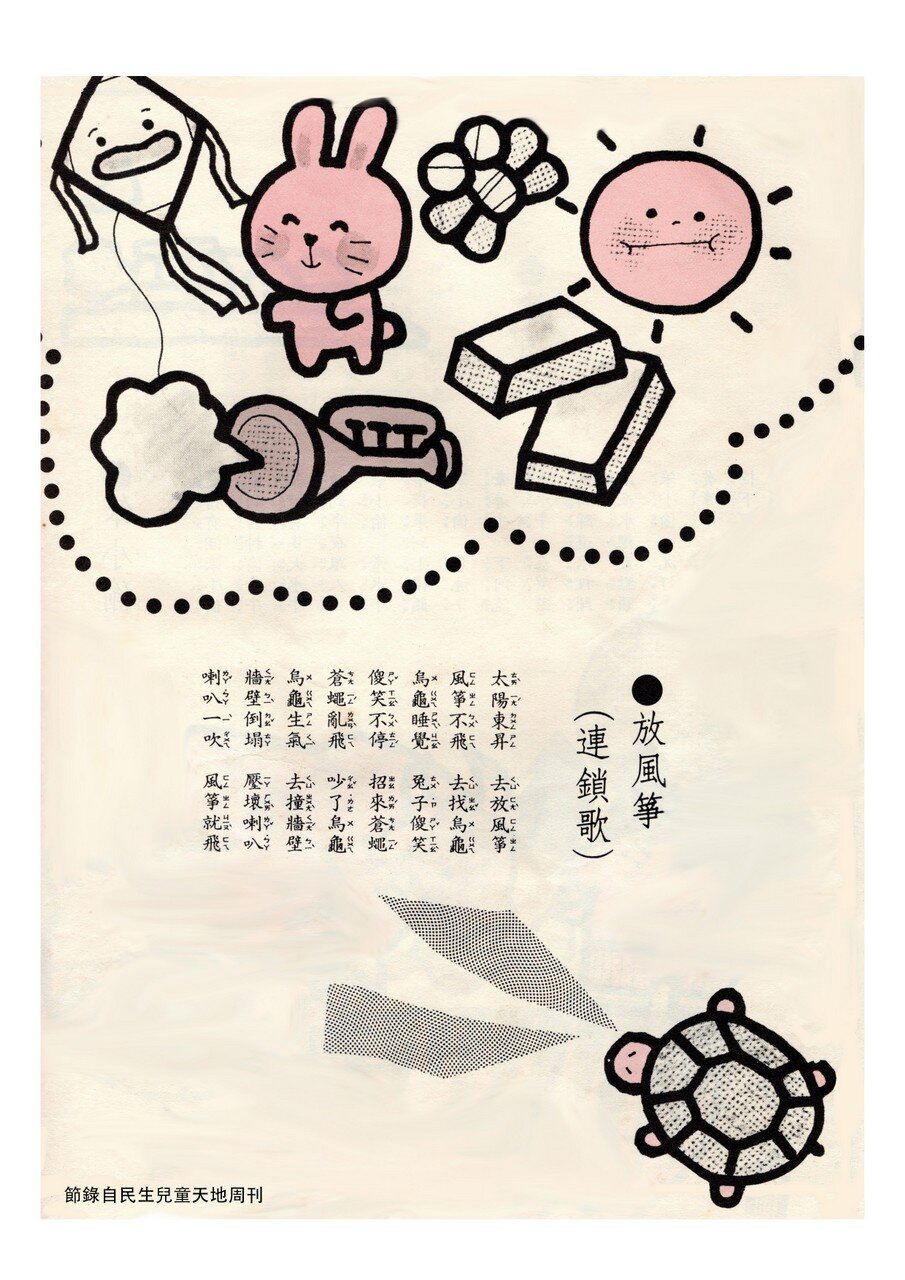 ●放風箏
（連鎖歌）
太陽東昇　去放風箏
風箏不飛　去找烏龜
烏龜睡覺　兔子傻笑
傻笑不停　招來蒼蠅
蒼蠅亂飛　吵了烏龜
烏龜生氣　去撞牆壁
牆壁倒塌　壓壞喇叭
喇叭一吹　風箏就飛
節錄自民生兒童天地周刊